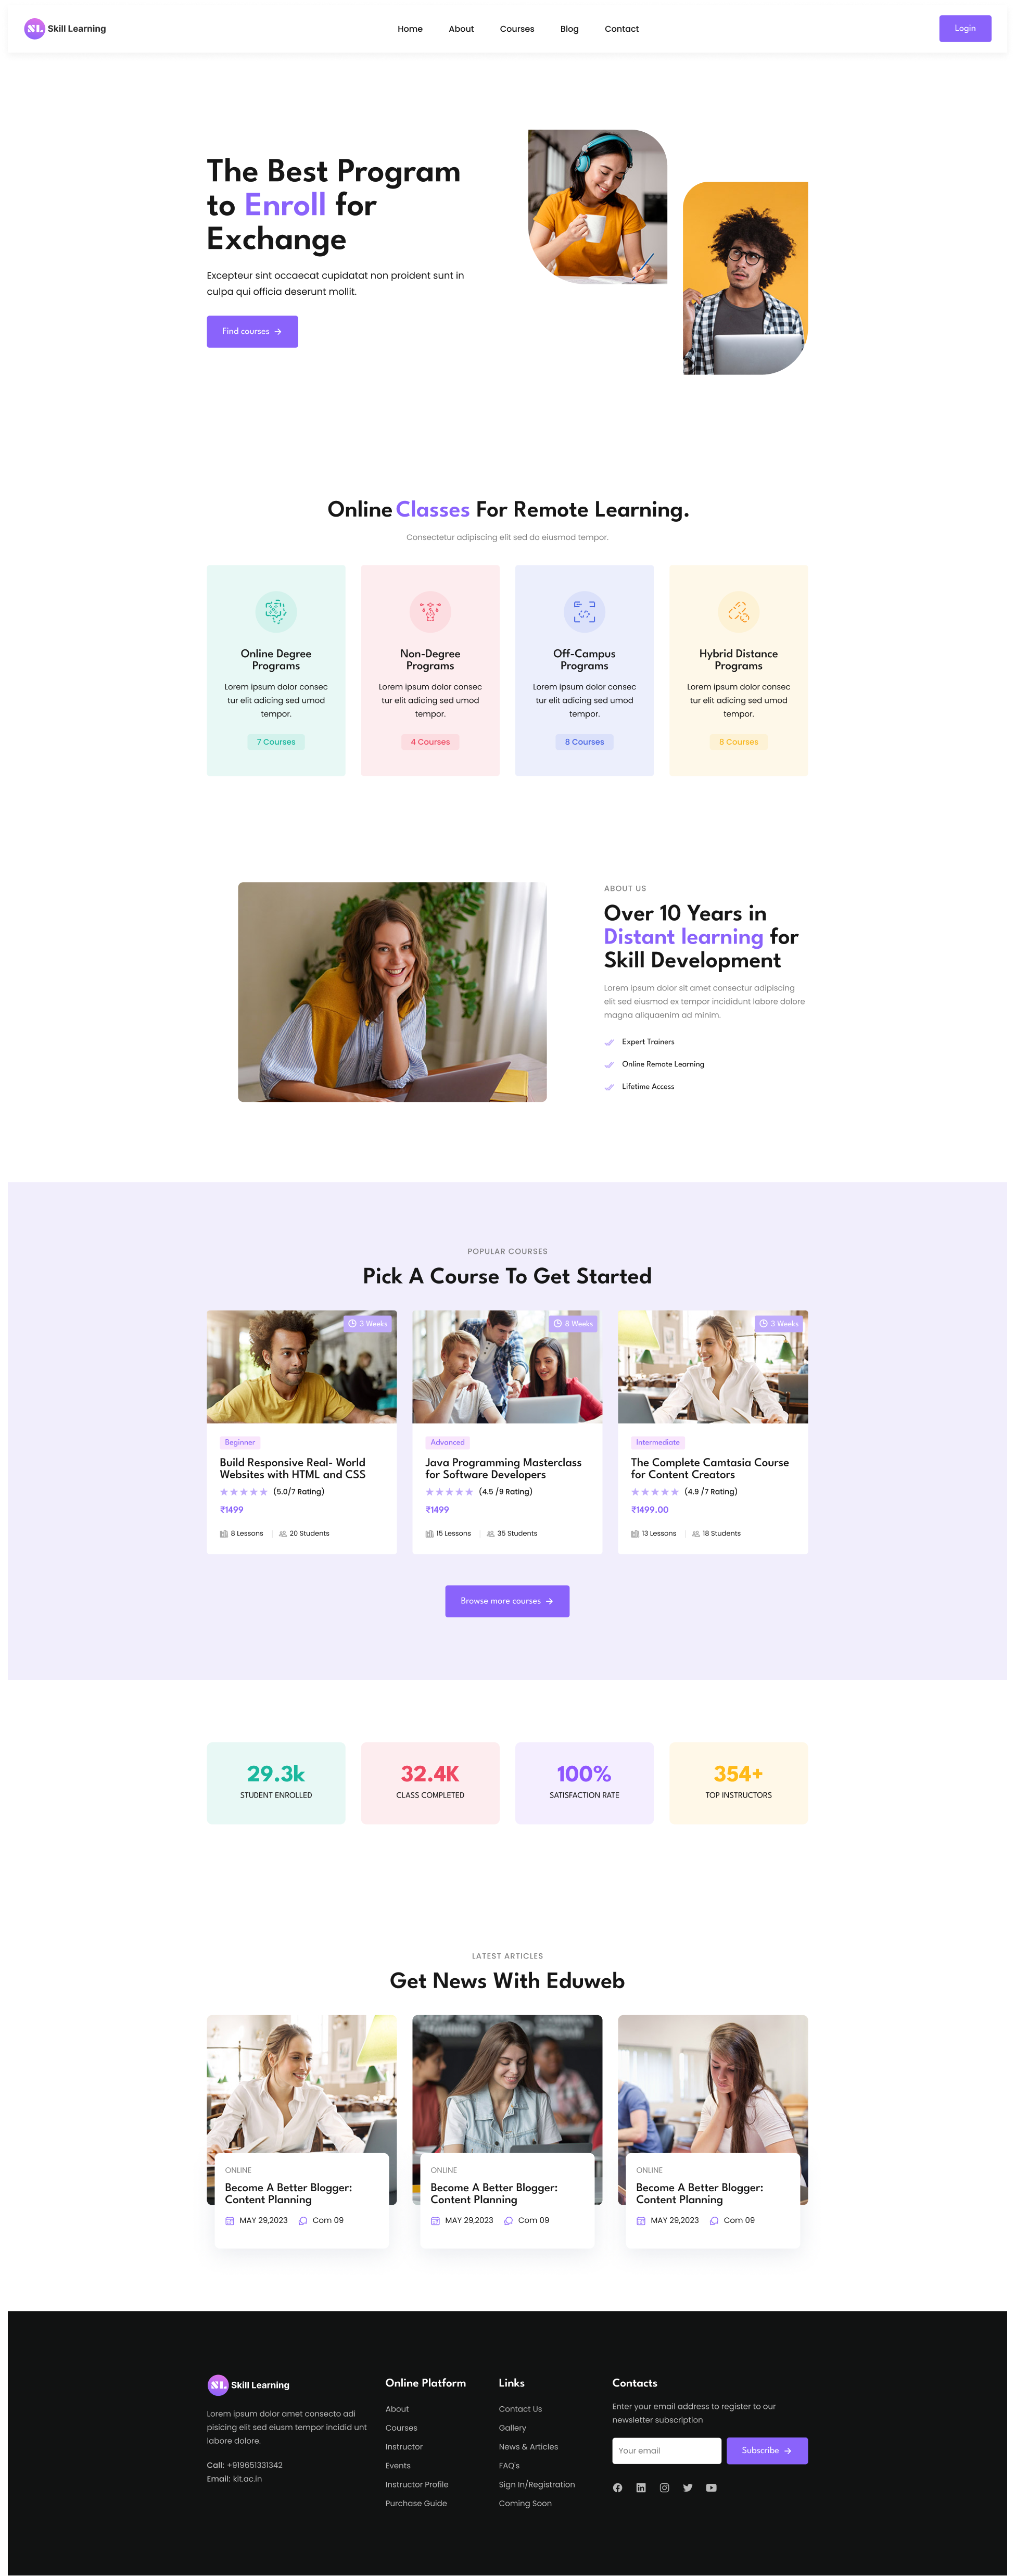 SL Skill Learning
Home About Courses Blog Contact
Login
The Best Program
to Enroll for
Exchange
Excepteur sint occaecat cupidatat non proident sunt in
culpa qui officia deserunt mollit.
Find courses
Online Classes For Remote Learning.
Consectetur adipiscing elit sed do eiusmod tempor.
Online Degree
Programs
Lorem ipsum dolor consec
tur elit adicing sed umod
tempor.
7 Courses
Non-Degree
Programs
Lorem ipsum dolor consec
tur elit adicing sed umod
tempor.
4 Courses
Off-Campus
Programs
Lorem ipsum dolor consec
tur elit adicing sed umod
tempor.
8 Courses
Hybrid Distance
Programs
Lorem ipsum dolor consec
tur elit adicing sed umod
tempor.
8 Courses
ABOUT US
Over 10 Years in
Distant learning for
Skill Development
Lorem ipsum dolor sit amet consectur adipiscing
elit sed eiusmod ex tempor incididunt labore dolore
magna aliquaenim ad minim.
Expert Trainers
Online Remote Learning
Lifetime Access
POPULAR COURSES
Pick A Course To Get Started
3 Weeks
Beginner
Build Responsive Real- World
Websites with HTML and CSS
(5.0/7 Rating)
₹1499
8 Lessons 20 Students
8 Weeks
Advanced
Java Programming Masterclass
for Software Developers
(4.5 /9 Rating)
₹1499
15 Lessons 35 Students
3 Weeks
Intermediate
The Complete Camtasia Course
for Content Creators
(4.9 /7 Rating)
₹1499.00
13 Lessons 18 Students
Browse more courses
29.3k
STUDENT ENROLLED
32.4K
CLASS COMPLETED
100%
SATISFACTION RATE
354+
TOP INSTRUCTORS
LATEST ARTICLES
Get News With Eduweb
ONLINE
Become A Better Blogger:
Content Planning
MAY 29,2023 Com 09
ONLINE
Become A Better Blogger:
Content Planning
MAY 29,2023 Com 09
ONLINE
Become A Better Blogger:
Content Planning
MAY 29,2023 Com 09
SL Skill Learning
Lorem ipsum dolor amet consecto adi
pisicing elit sed eiusm tempor incidid unt
labore dolore.
Call: +919651331342
Email: kit.ac.in
Online Platform
About
Courses
Instructor
Events
Instructor Profile
Purchase Guide
Links
Contact Us
Gallery
News & Articles
FAQ's
Sign In/Registration
Coming Soon
Contacts
Enter your email address to register to our
newsletter subscription
Your email
Subscribe